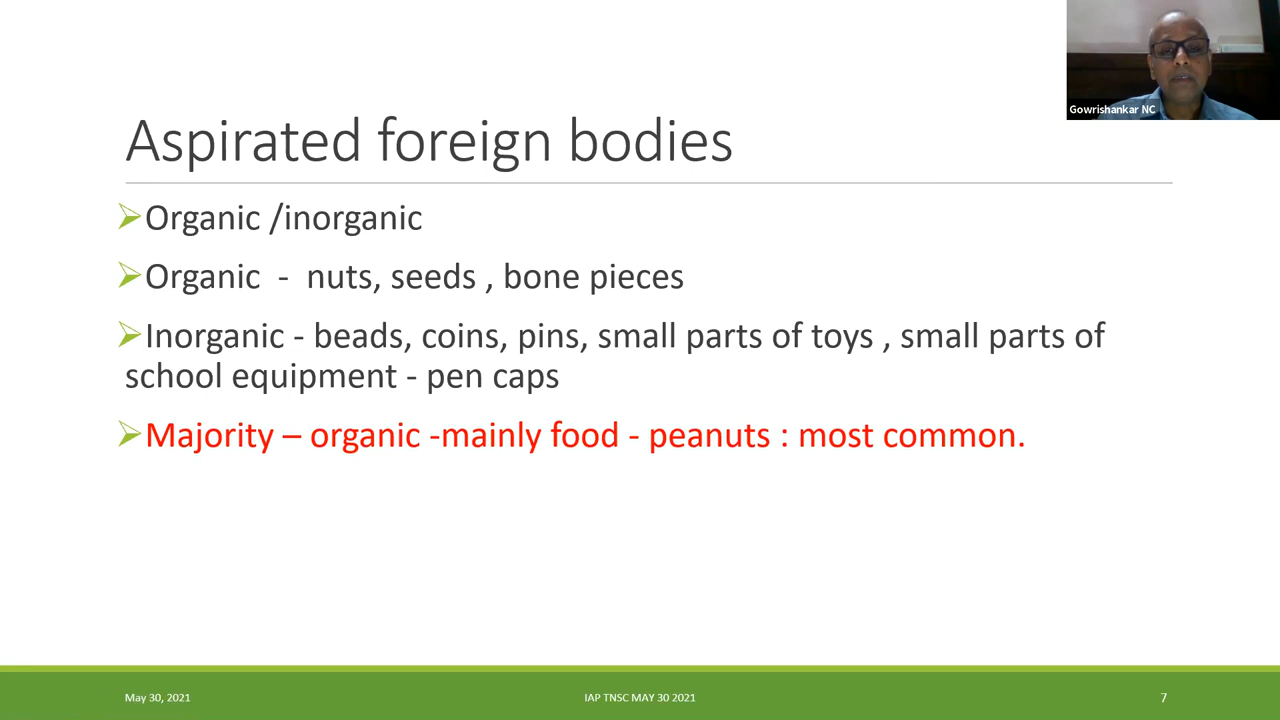 Gowrishankar NC
Aspirated foreign bodies
Organic /inorganic
Organic - nuts, seeds , bone pieces
Inorganic - beads, coins, pins, small parts of toys , small parts of
school equipment - pen caps
Majority – organic -mainly food - peanuts : most common.
May 30, 2021
IAP TNSC MAY 30 2021
7